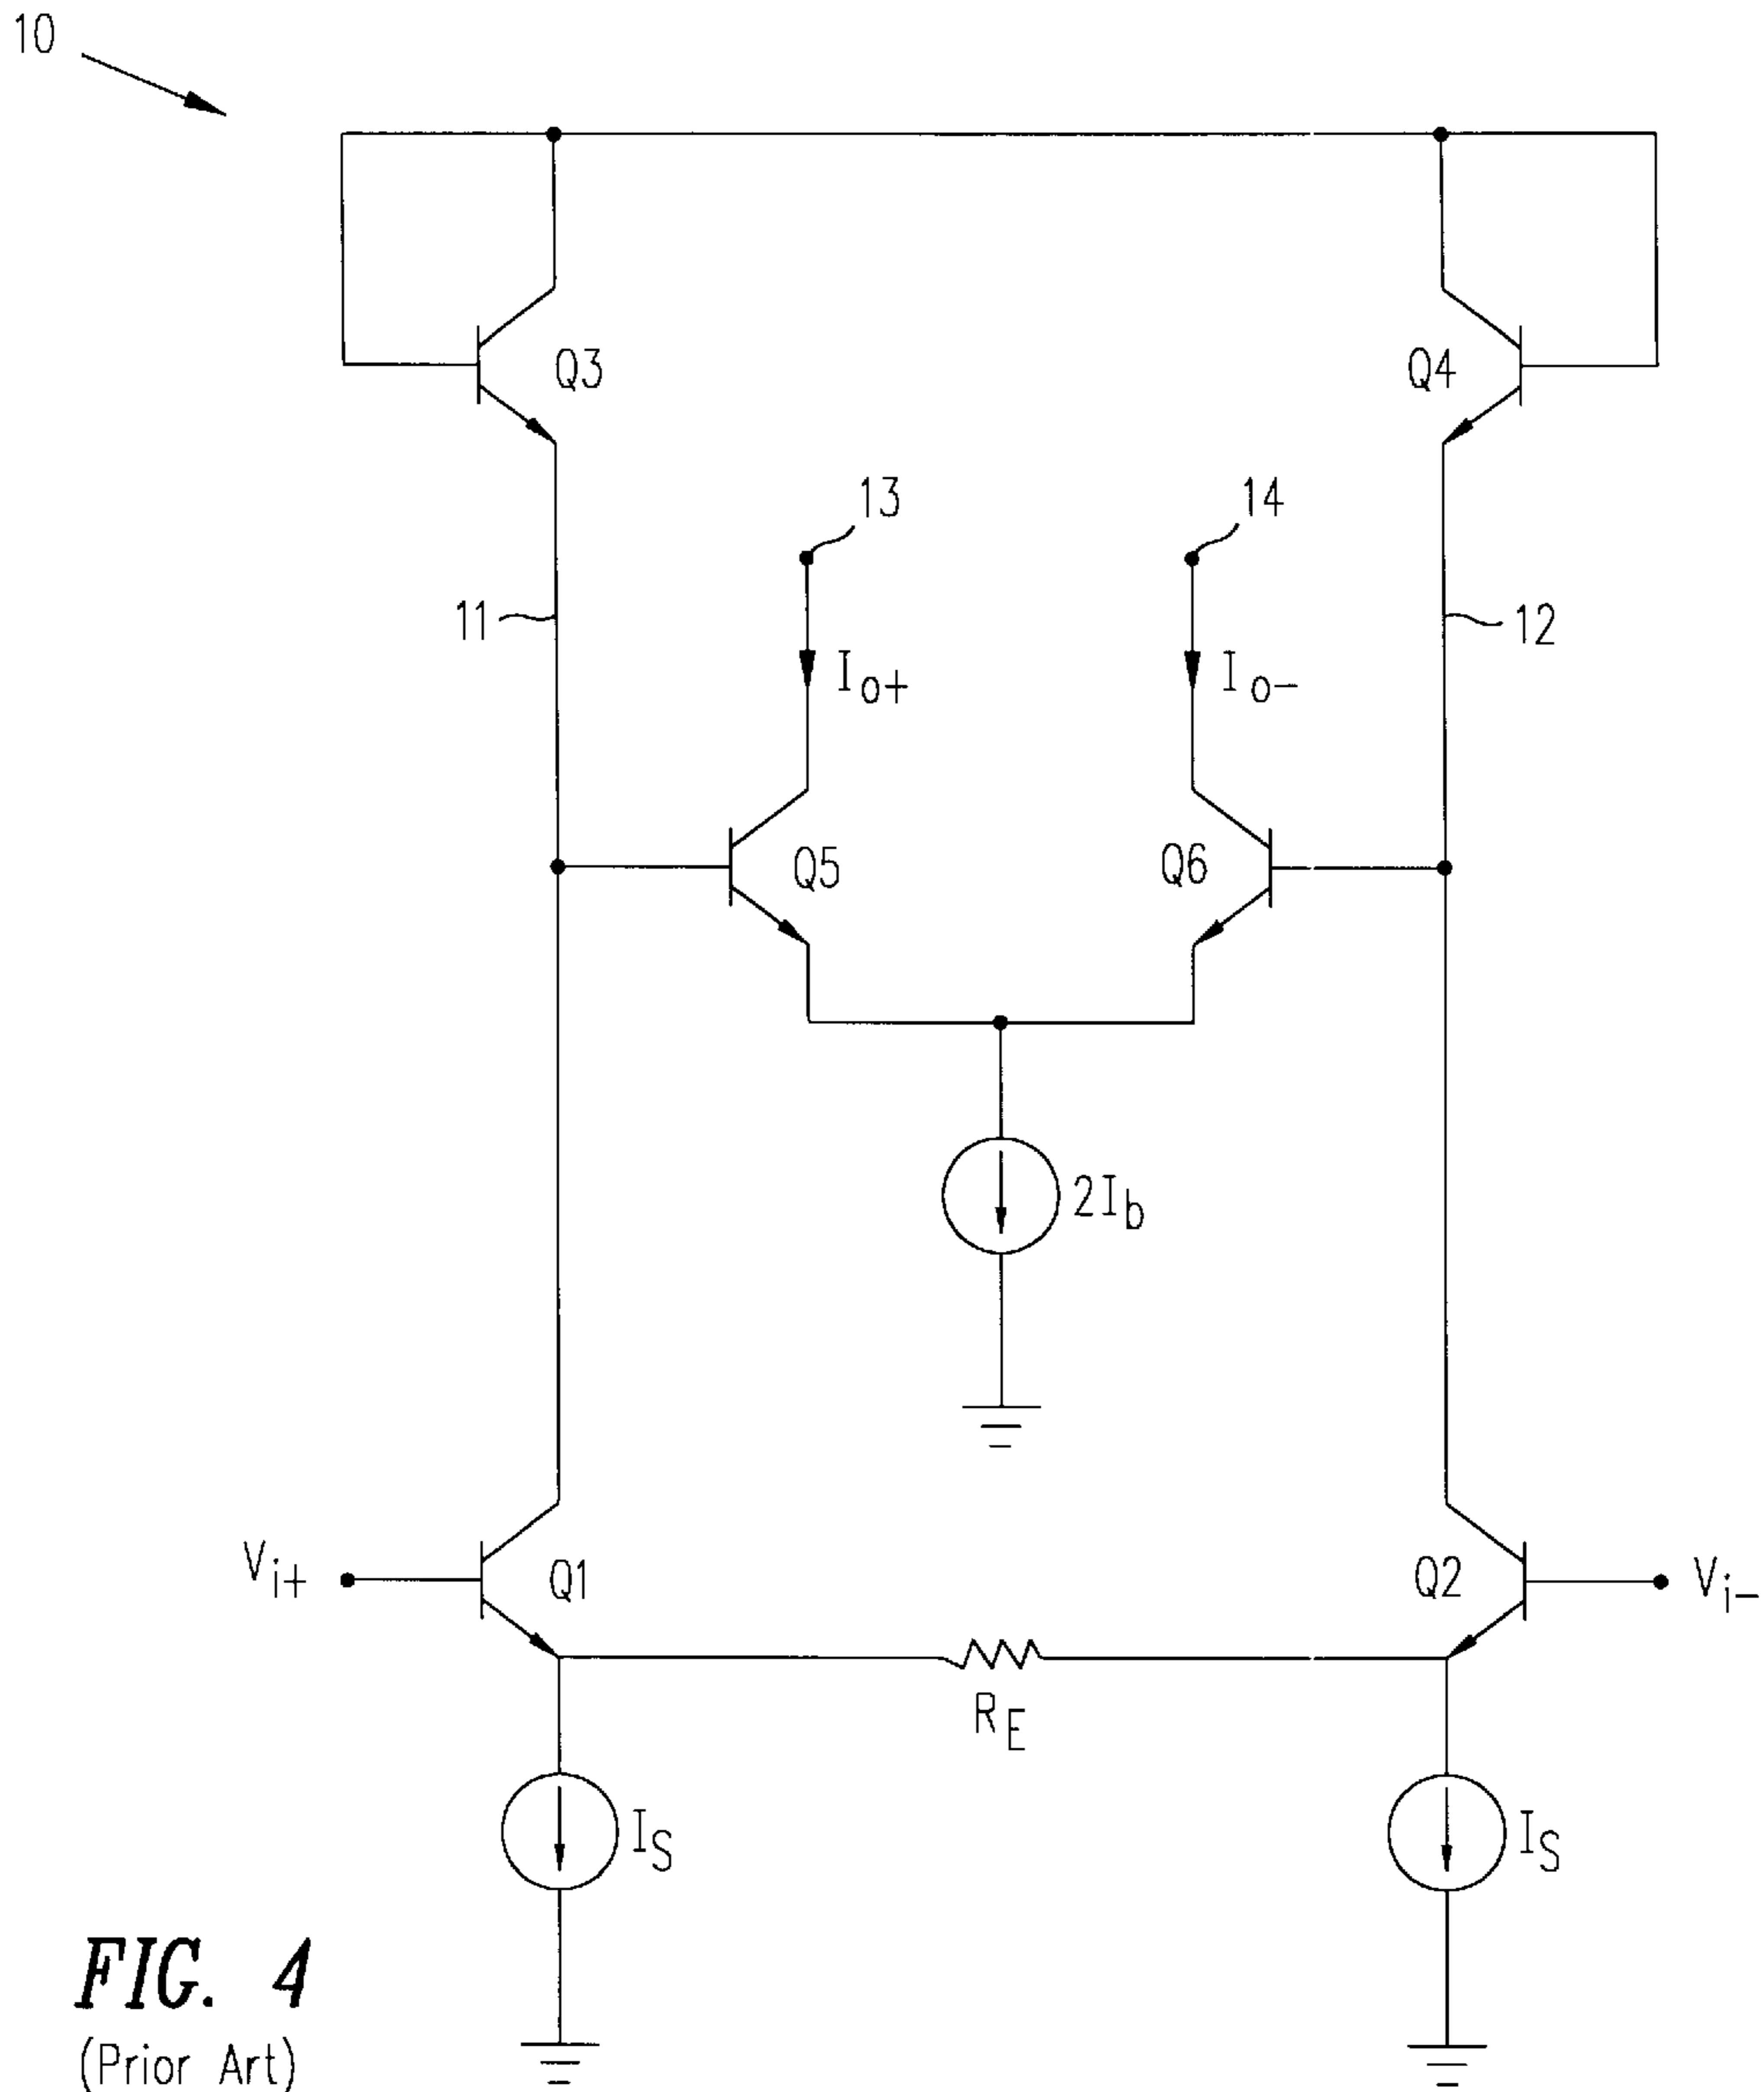 10
Q3
Q4
13
14
11
12
Io+
Io−
Q5
Q6
2Ib
Vi+
Q1
Q2
Vi−
RE
IS
IS
FIG. 4
(Prior Art)